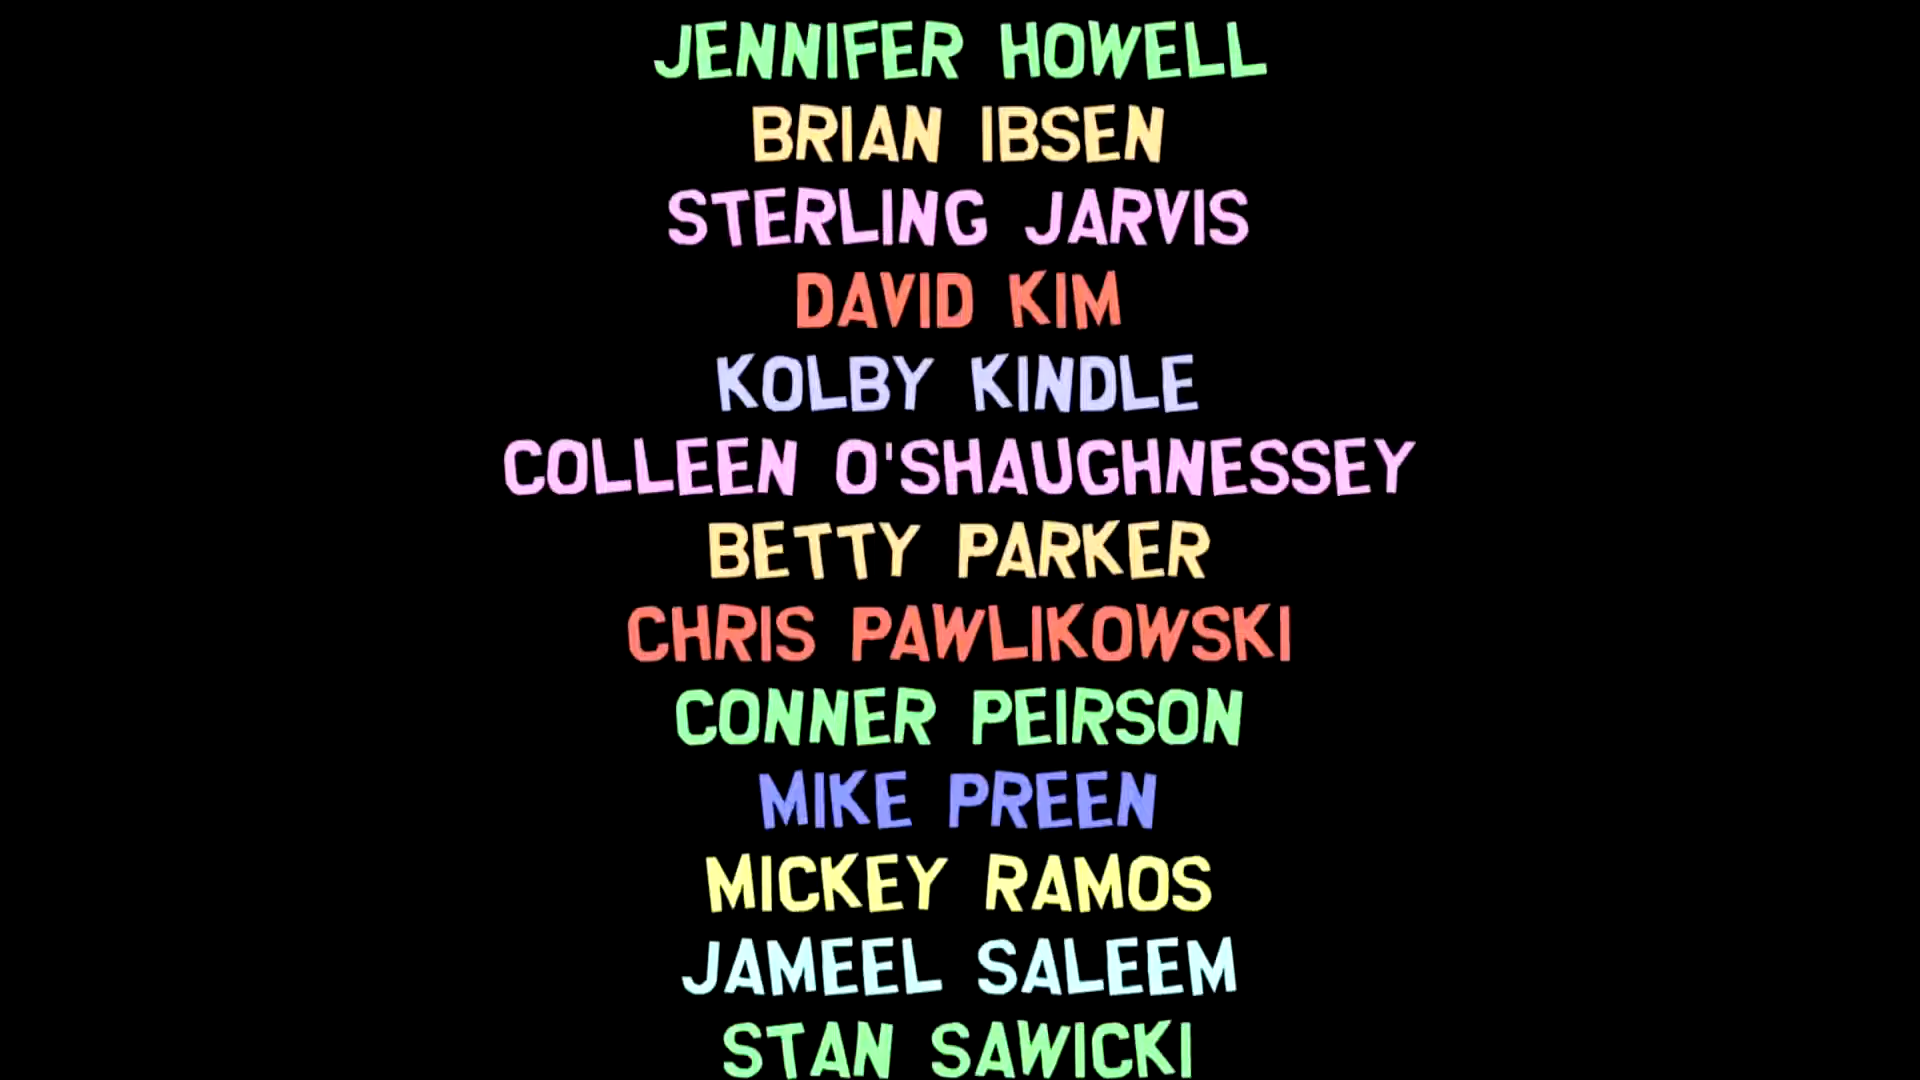 JENNIFER HOWELL
BRIAN IBSEN
STERLING JARVIS
DAVID KIM
KOLBY KINDLE
COLLEEN O'SHAUGHNESSEY
BETTY PARKER
CHRIS PAWLIKOWSKI
CONNER PEIRSON
MIKE PREEN
MICKEY RAMOS
JAMEEL SALEEM
STAN SAWICKI